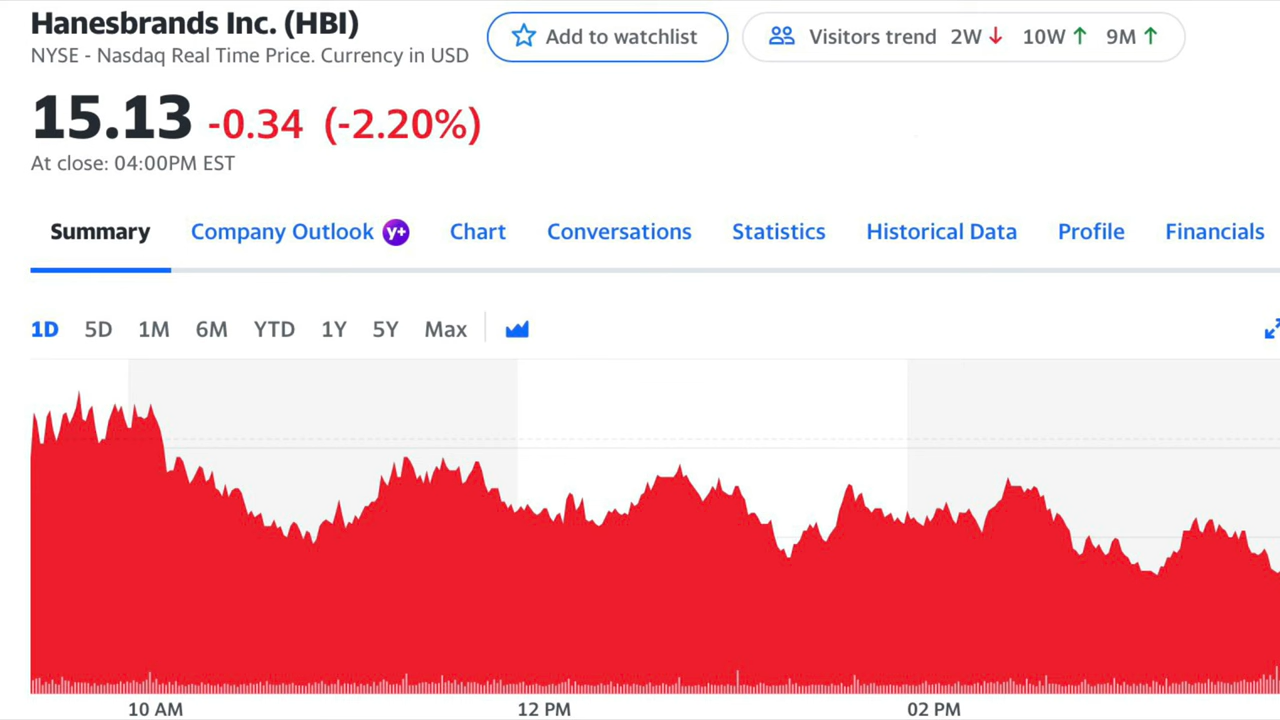 Hanesbrands Inc. (HBI)
NYSE - Nasdaq Real Time Price. Currency in USD
Add to watchlist
Visitors trend 2W ↓ 10W ↑ 9M ↑
15.13 -0.34 (-2.20%)
At close: 04:00PM EST
Summary Company Outlook y+ Chart Conversations Statistics Historical Data Profile Financials
1D 5D 1M 6M YTD 1Y 5Y Max
10 AM 12 PM 02 PM